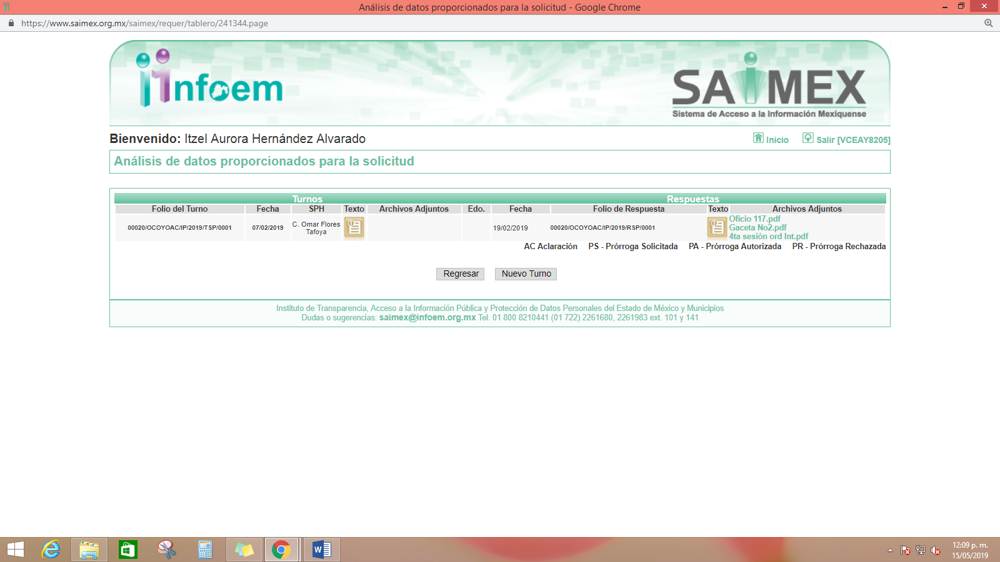 Análisis de datos proporcionados para la solicitud - Google Chrome
https://www.saimex.org.mx/saimex/requer/tablero/241344.page
infoem
SAIMEX
Sistema de Acceso a la Información Mexiquense
Bienvenido: Itzel Aurora Hernández Alvarado
Inicio Salir [VCEAY8205]
Análisis de datos proporcionados para la solicitud
Turnos Respuestas
Folio del Turno Fecha SPH Texto Archivos Adjuntos Edo. Fecha Folio de Respuesta Texto Archivos Adjuntos
00020/OCOYOAC/IP/2019/TSP/0001 07/02/2019 C. Omar Flores Tafoya 19/02/2019 00020/OCOYOAC/IP/2019/RSP/0001 Oficio 117.pdf
Gaceta No2.pdf
4ta sesión ord Int.pdf
AC Aclaración PS - Prórroga Solicitada PA - Prórroga Autorizada PR - Prórroga Rechazada
Regresar Nuevo Turno
Instituto de Transparencia, Acceso a la Información Pública y Protección de Datos Personales del Estado de México y Municipios
Dudas o sugerencias: saimex@infoem.org.mx Tel. 01 800 8210441 (01 722) 2261680, 2261983 ext. 101 y 141
12:09 p. m.
15/05/2019